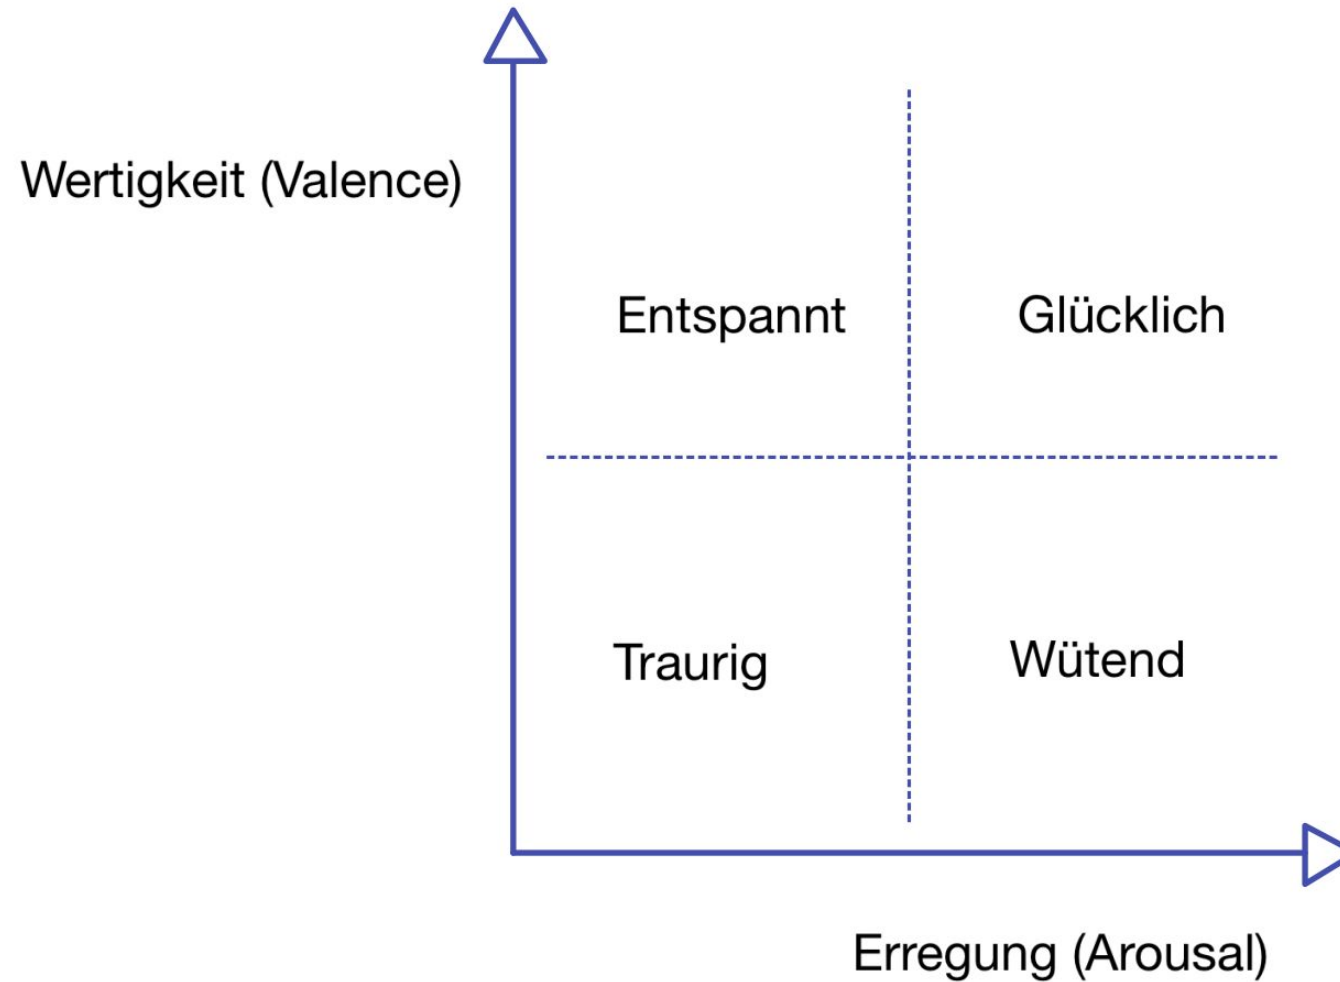 Wertigkeit (Valence)
Entspannt
Glücklich
Traurig
Wütend
Erregung (Arousal)